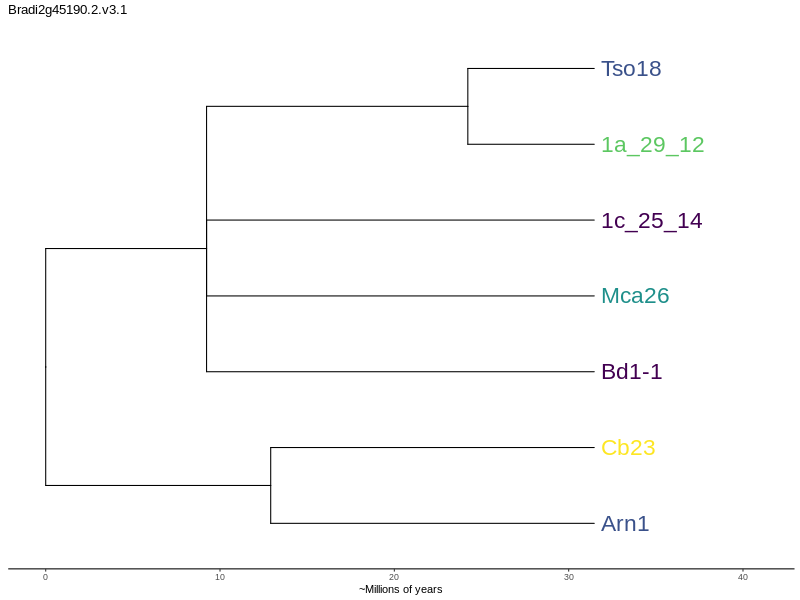 Bradi2g45190.2.v3.1
Tso18
1a_29_12
1c_25_14
Mca26
Bd1-1
Cb23
Arn1
0 10 20 30 40
~Millions of years